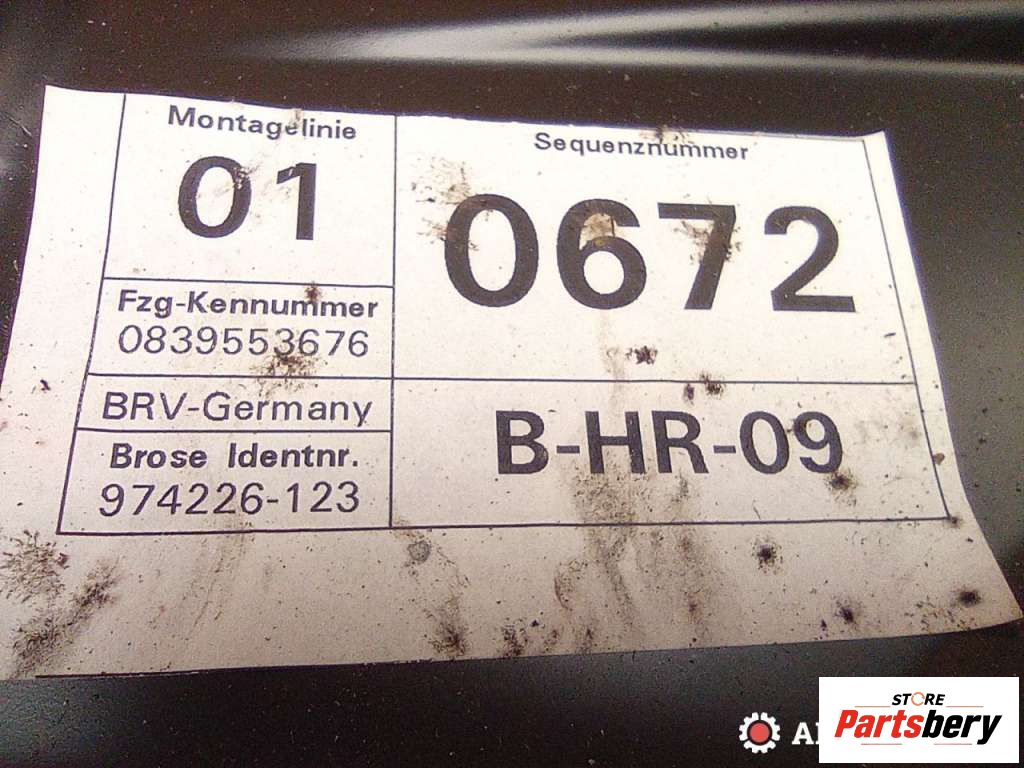 Montagelinie
01
Sequenznummer
0672
Fzg-Kennummer
0839553676
BRV-Germany
Brose Identnr.
974226-123
B-HR-09
STORE
Partsbery